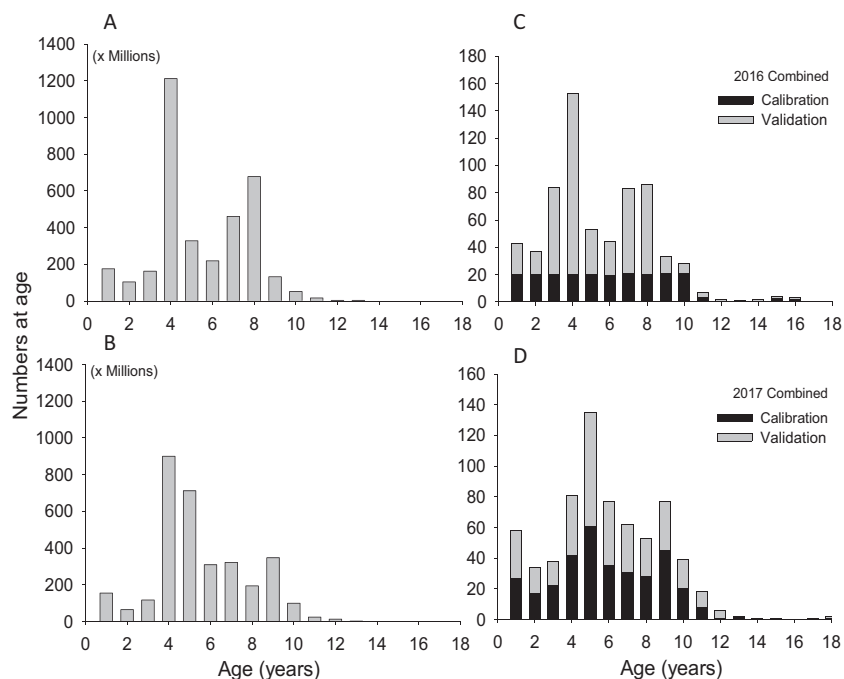 A
(x Millions)
1400
1200
1000
800
600
400
200
0
0 2 4 6 8 10 12 14 16 18
C
2016 Combined
Calibration
Validation
180
160
140
120
100
80
60
40
20
0
0 2 4 6 8 10 12 14 16 18
Numbers at age
B
(x Millions)
1400
1200
1000
800
600
400
200
0
0 2 4 6 8 10 12 14 16 18
Age (years)
D
2017 Combined
Calibration
Validation
160
140
120
100
80
60
40
20
0
0 2 4 6 8 10 12 14 16 18
Age (years)